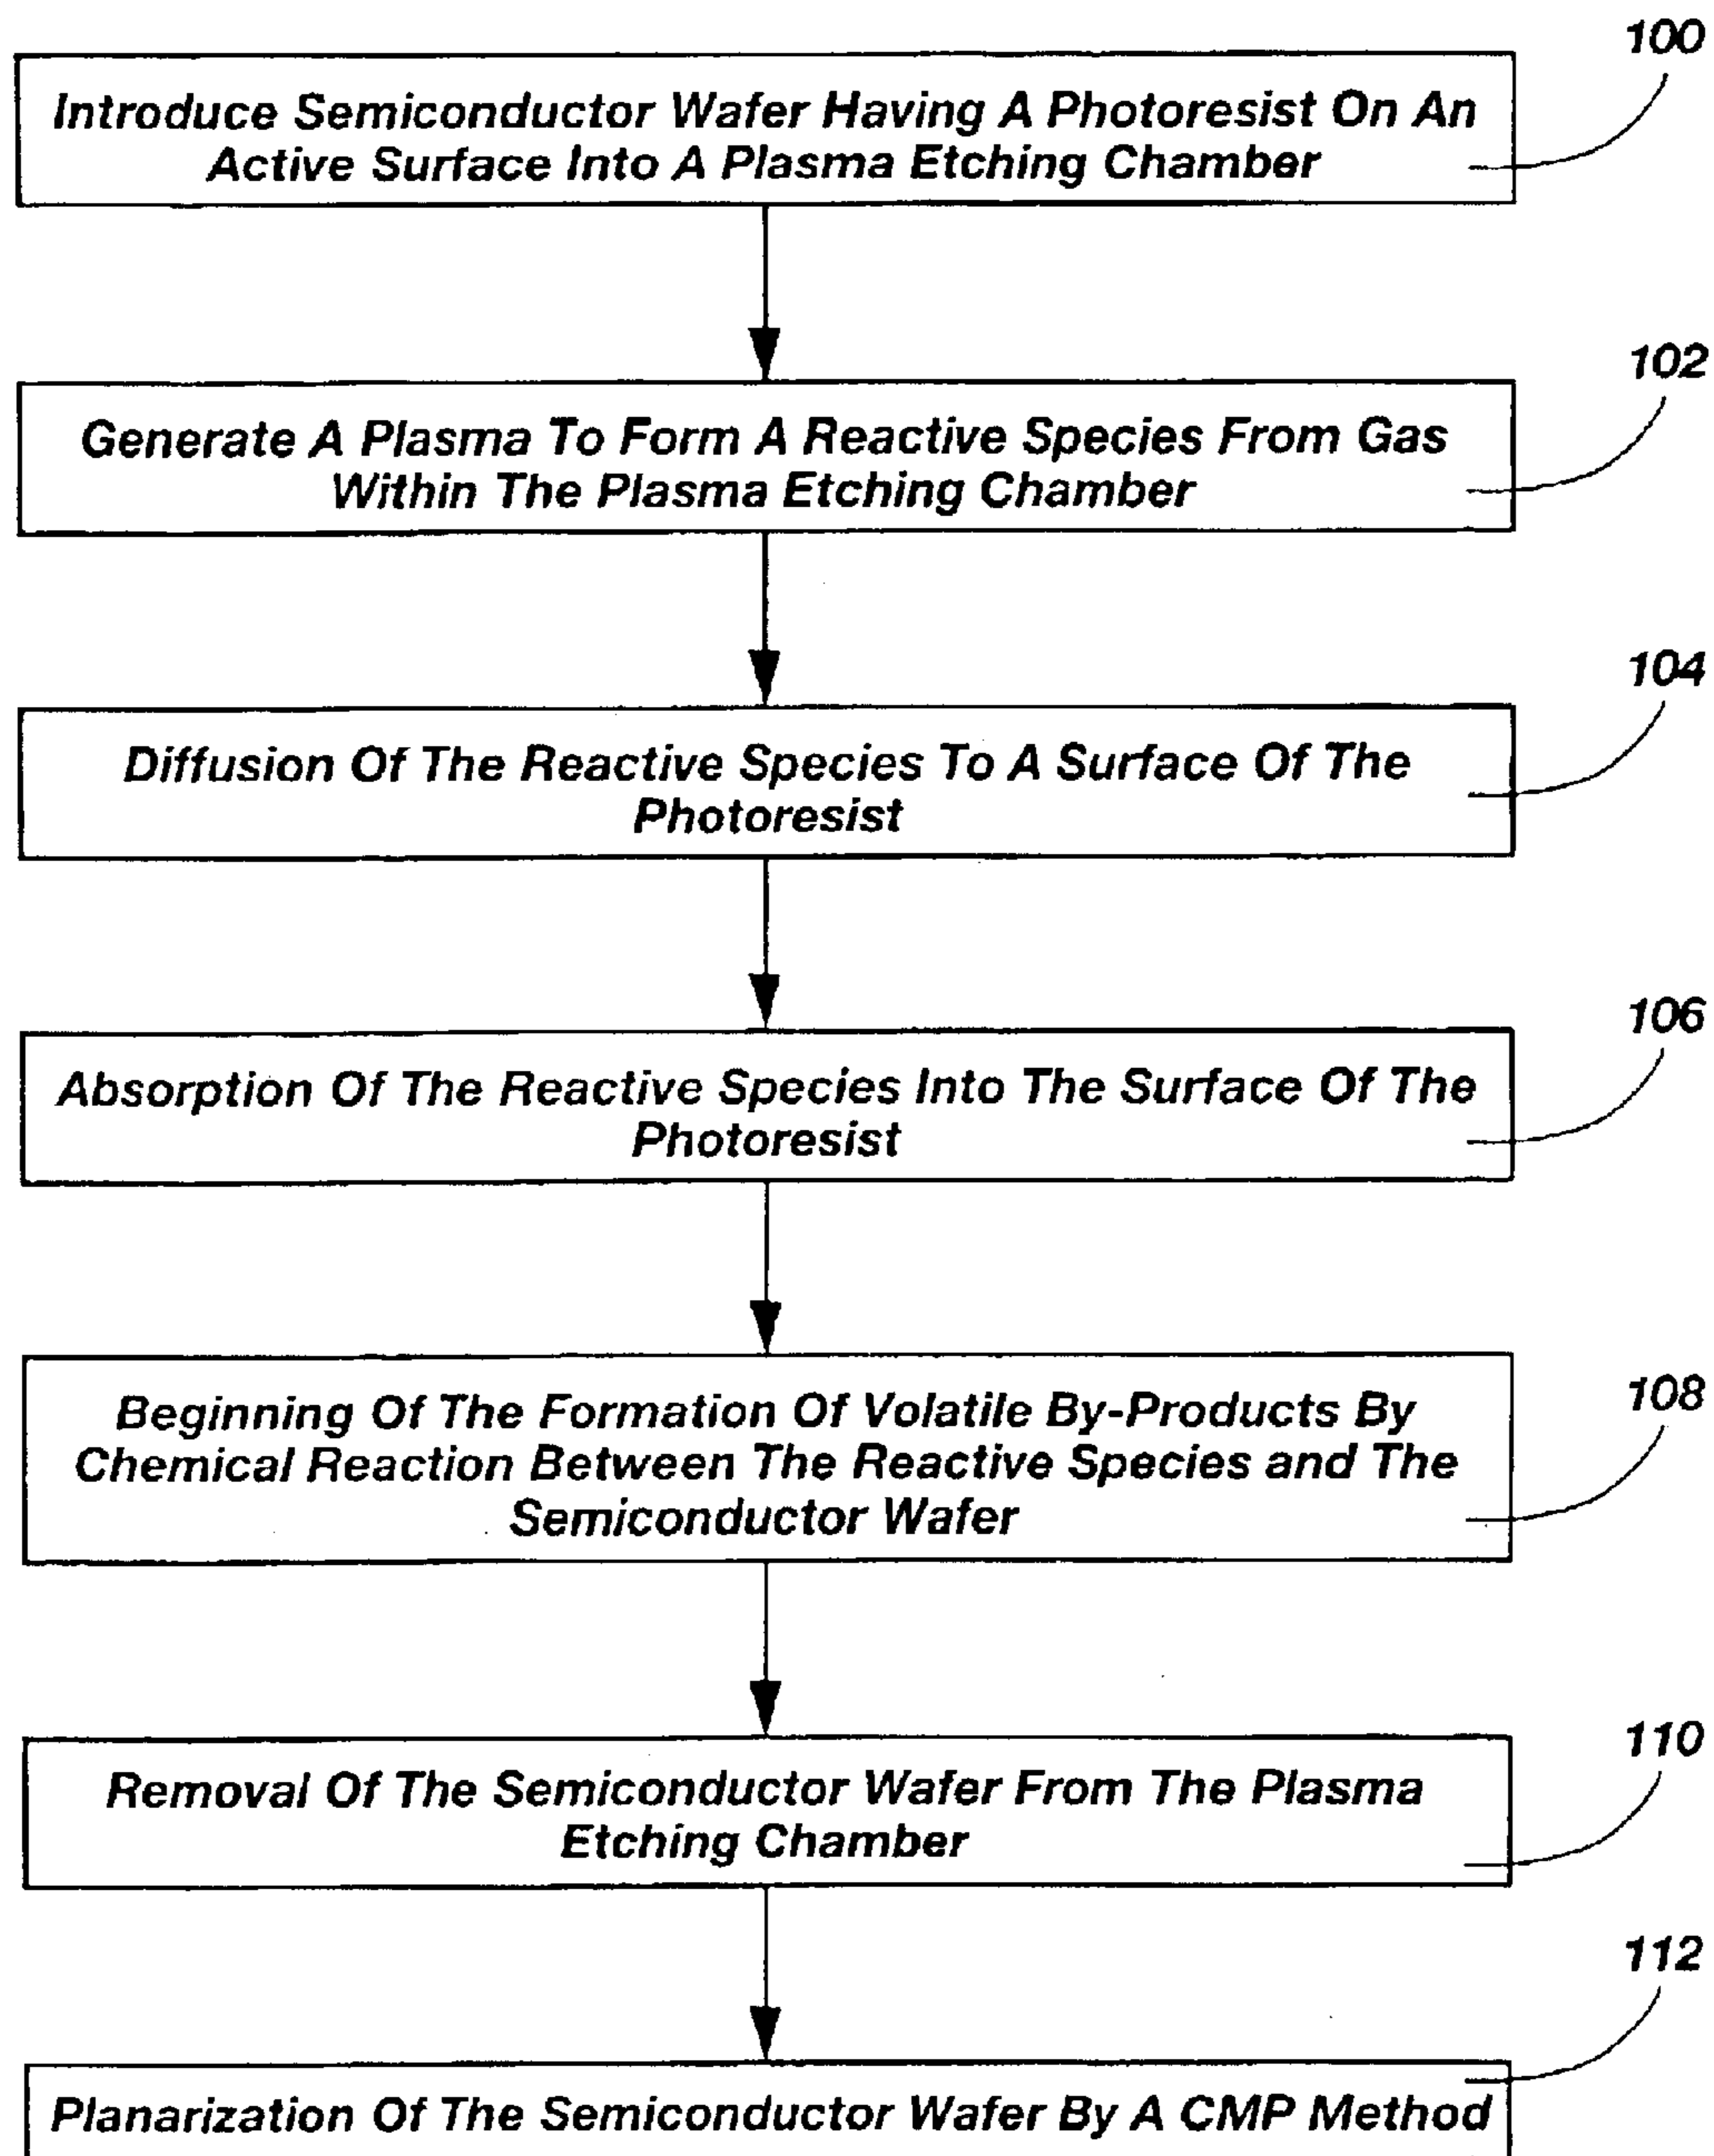 100
Introduce Semiconductor Wafer Having A Photoresist On An
Active Surface Into A Plasma Etching Chamber
102
Generate A Plasma To Form A Reactive Species From Gas
Within The Plasma Etching Chamber
104
Diffusion Of The Reactive Species To A Surface Of The
Photoresist
106
Absorption Of The Reactive Species Into The Surface Of The
Photoresist
108
Beginning Of The Formation Of Volatile By-Products By
Chemical Reaction Between The Reactive Species and The
Semiconductor Wafer
110
Removal Of The Semiconductor Wafer From The Plasma
Etching Chamber
112
Planarization Of The Semiconductor Wafer By A CMP Method